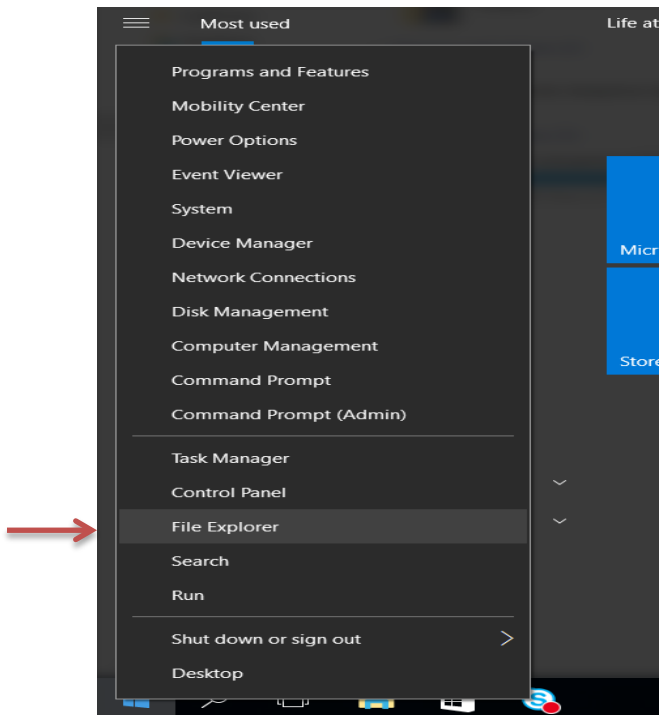 Most used
Life at
Programs and Features
Mobility Center
Power Options
Event Viewer
System
Device Manager
Network Connections
Disk Management
Computer Management
Command Prompt
Command Prompt (Admin)
Task Manager
Control Panel
File Explorer
Search
Run
Shut down or sign out
Desktop
Micr
Store